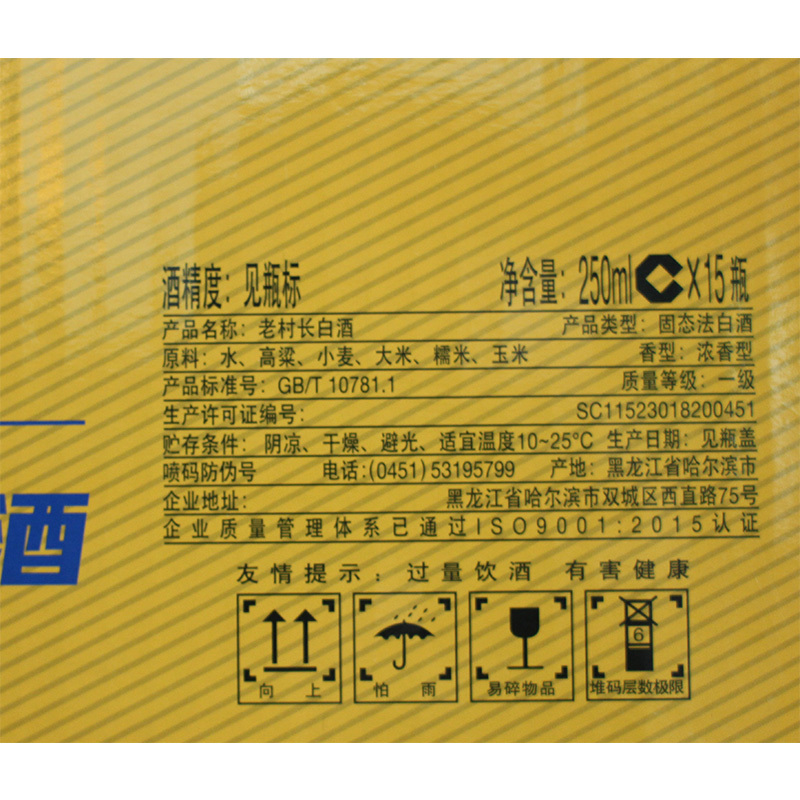 酒精度：见瓶标 净含量：250ml X15瓶
产品名称：老村长白酒 产品类型：固态法白酒
原料：水、高粱、小麦、大米、糯米、玉米 香型：浓香型
产品标准号：GB/T 10781.1 质量等级：一级
生产许可证编号： SC11523018200451
贮存条件：阴凉、干燥、避光、适宜温度10~25°C 生产日期：见瓶盖
喷码防伪号 电话：(0451) 53195799 产地：黑龙江省哈尔滨市
企业地址： 黑龙江省哈尔滨市双城区西直路75号
企业质量管理体系已通过ISO9001:2015认证
酒
友情提示：过量饮酒 有害健康
6
向上 怕雨 易碎物品 堆码层数极限